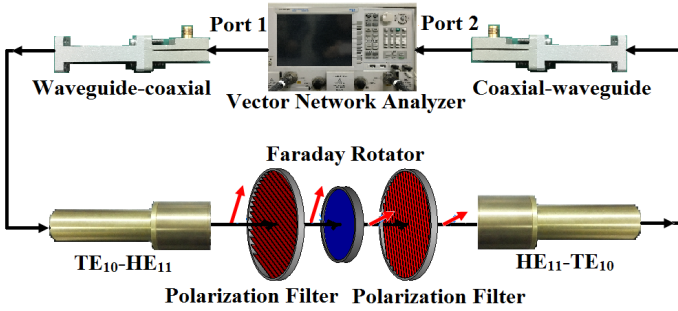 Port 1
Port 2
Waveguide-coaxial
Vector Network Analyzer
Coaxial-waveguide
Faraday Rotator
TE₁₀-HE₁₁
HE₁₁-TE₁₀
Polarization Filter
Polarization Filter